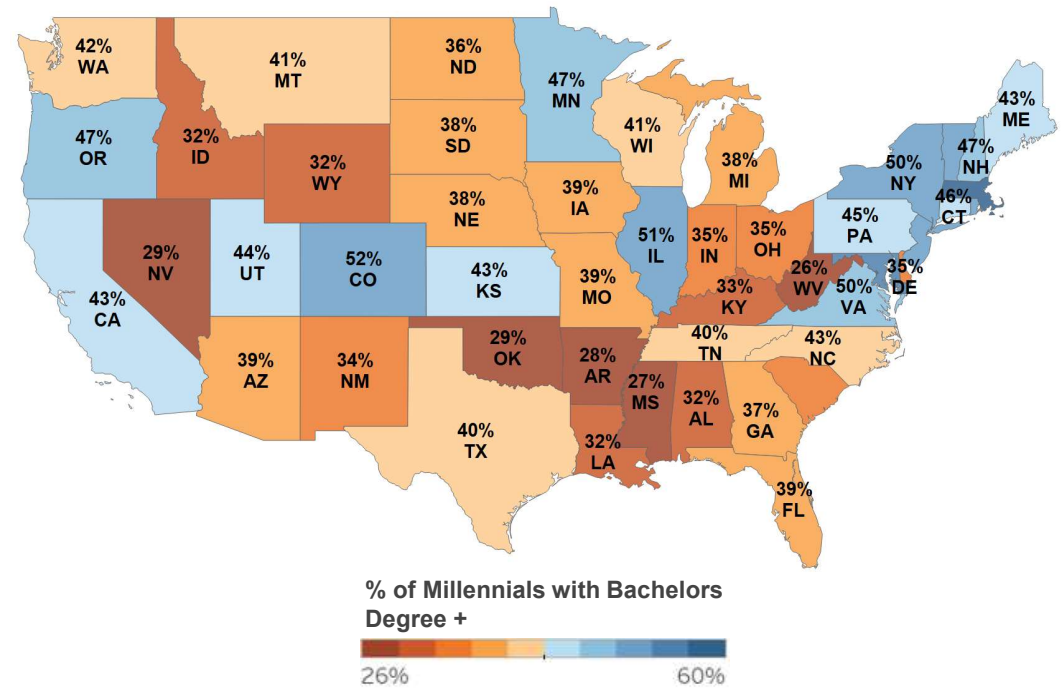 42%
WA
41%
MT
36%
ND
47%
MN
43%
ME
47%
OR
32%
ID
38%
SD
41%
WI
47%
NH
32%
WY
38%
MI
50%
NY
38%
NE
39%
IA
46%
CT
45%
PA
29%
NV
44%
UT
52%
CO
43%
KS
39%
MO
51%
IL
35%
IN
35%
OH
26%
WV
35%
DE
50%
VA
43%
CA
33%
KY
39%
AZ
34%
NM
29%
OK
28%
AR
40%
TN
43%
NC
27%
MS
32%
AL
37%
GA
40%
TX
32%
LA
39%
FL
% of Millennials with Bachelors
Degree +
26%
60%